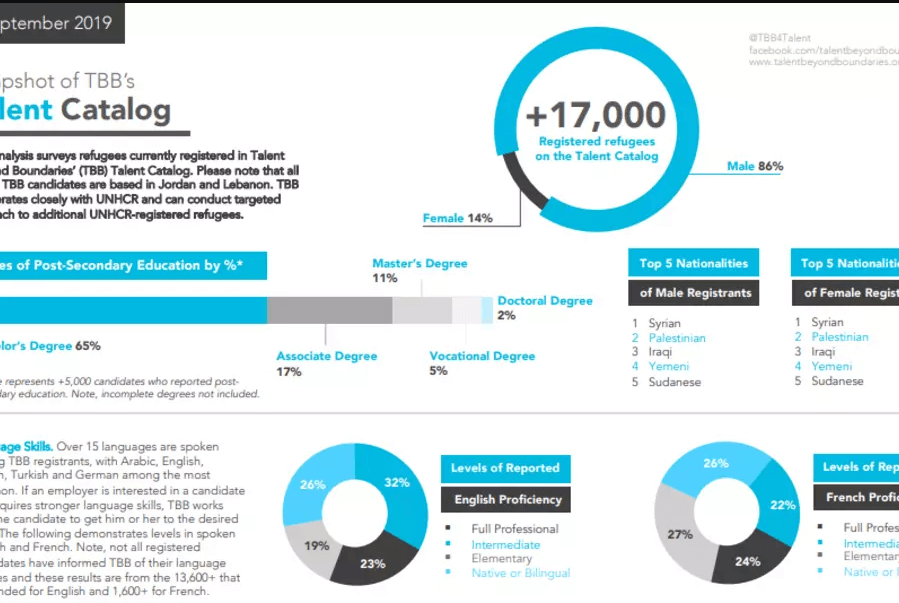 ptember 2019
@TBB4Talent
facebook.com/talentbeyondbou
www.talentbeyondboundaries.o
pshot of TBB's
lent Catalog
nalysis surveys refugees currently registered in Talent
d Boundaries' (TBB) Talent Catalog. Please note that all
TBB candidates are based in Jordan and Lebanon. TBB
erates closely with UNHCR and can conduct targeted
ch to additional UNHCR-registered refugees.
+17,000
Registered refugees
on the Talent Catalog
Male 86%
Female 14%
es of Post-Secondary Education by %*
Master's Degree
11%
Doctoral Degree
2%
lor's Degree 65%
Associate Degree
17%
Vocational Degree
5%
e represents +5,000 candidates who reported post-
dary education. Note, incomplete degrees not included.
Top 5 Nationalities
of Male Registrants
1 Syrian
2 Palestinian
3 Iraqi
4 Yemeni
5 Sudanese
Top 5 Nationaliti
of Female Regist
1 Syrian
2 Palestinian
3 Iraqi
4 Yemeni
5 Sudanese
age Skills. Over 15 languages are spoken
g TBB registrants, with Arabic, English,
h, Turkish and German among the most
on. If an employer is interested in a candidate
quires stronger language skills, TBB works
he candidate to get him or her to the desired
The following demonstrates levels in spoken
h and French. Note, not all registered
dates have informed TBB of their language
es and these results are from the 13,600+ that
nded for English and 1,600+ for French.
26%
32%
19%
23%
Levels of Reported
English Proficiency
Full Professional
Intermediate
Elementary
Native or Bilingual
26%
22%
27%
24%
Levels of Rep
French Profic
Full Profes
Intermedia
Elementary
Native or